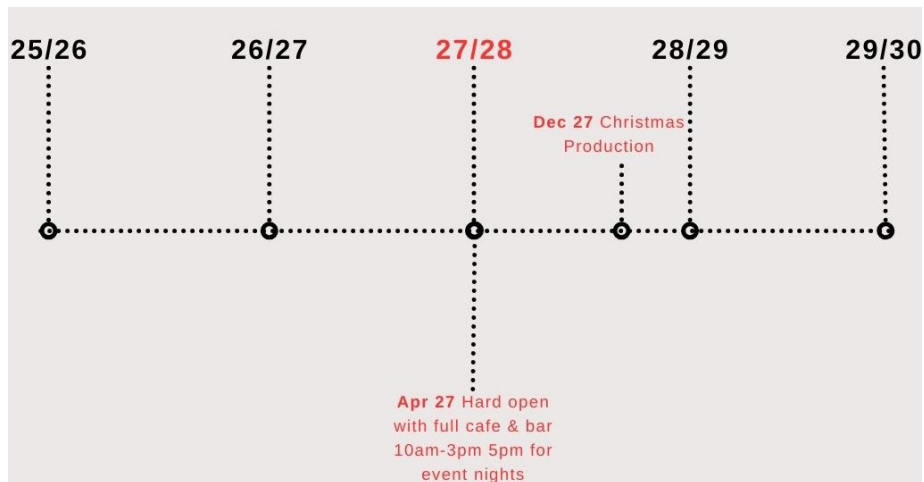 25/26
26/27
27/28
28/29
29/30
Dec 27 Christmas
Production
Apr 27 Hard open
with full cafe & bar
10am-3pm 5pm for
event nights